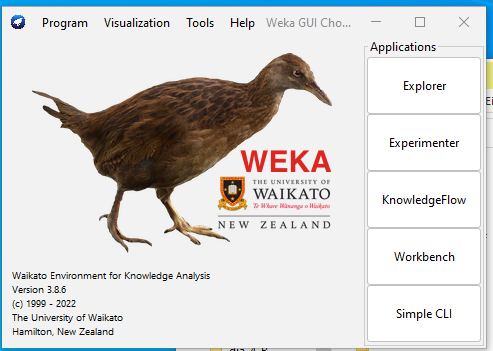 Program Visualization Tools Help Weka GUI Cho...
Applications
Explorer
Experimenter
KnowledgeFlow
Workbench
Simple CLI
WEKA
THE UNIVERSITY OF
WAIKATO
Te Whare Wānanga o Waikato
NEW ZEALAND
Waikato Environment for Knowledge Analysis
Version 3.8.6
(c) 1999 - 2022
The University of Waikato
Hamilton, New Zealand